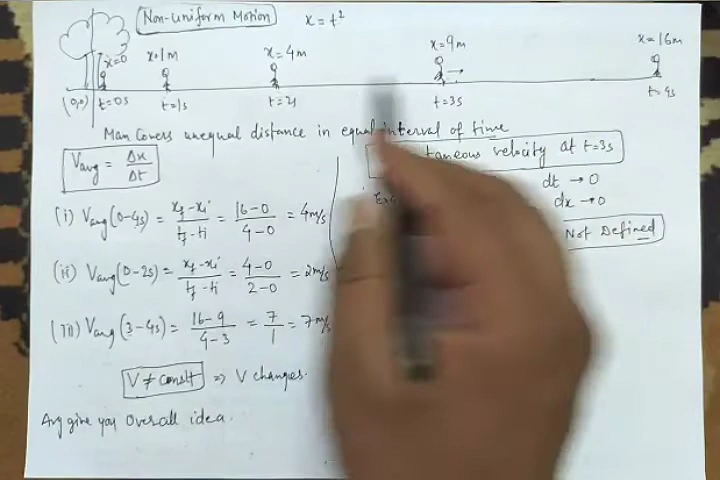 Non-uniform Motion x = t²
x=0 x=1m x=4m x=9m x=16m
(0,0) t=0s t=1s t=2s t=3s t=4s
Man Covers unequal distance in equal interval of time
Vavg = Δx/Δt
(i) Vavg(0-4s) = (xf-xi)/(tf-ti) = (16-0)/(4-0) = 4m/s
(ii) Vavg(0-2s) = (xf-xi)/(tf-ti) = (4-0)/(2-0) = 2m/s
(iii) Vavg(3-4s) = (16-9)/(4-3) = 7/1 = 7m/s
V ≠ constt ⇒ V changes.
Avg give you overall idea.
taneous velocity at t=3s
dt → 0
dx → 0
Not Defined